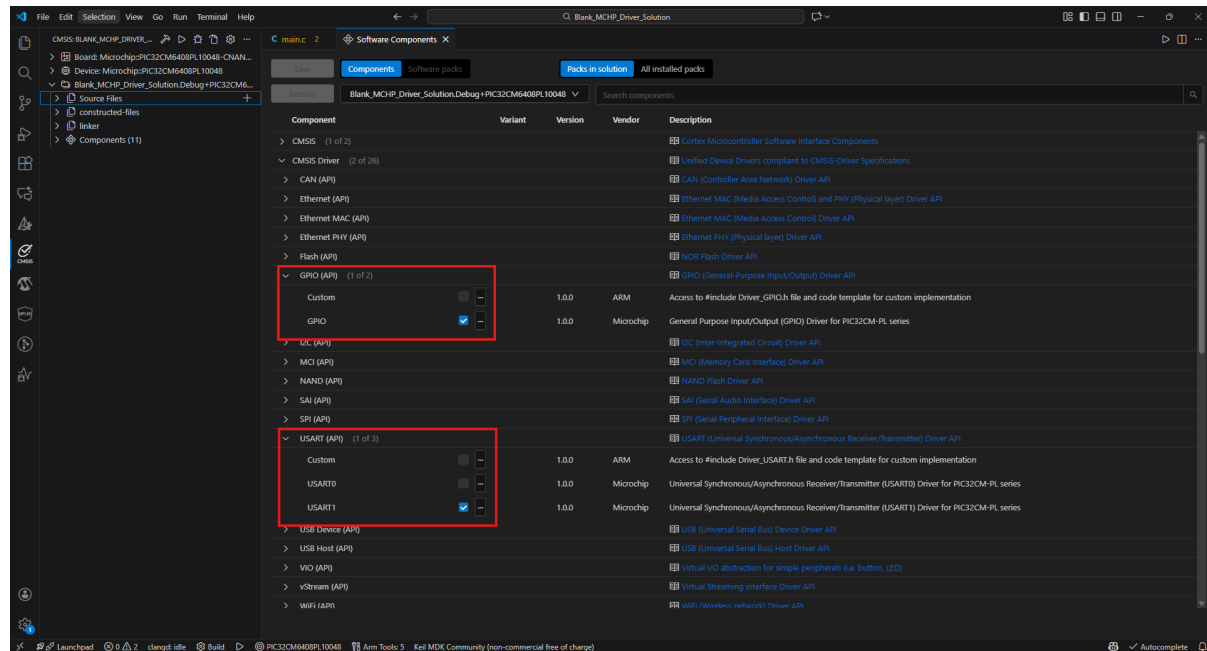 File Edit Selection View Go Run Terminal Help
Blank_MCHP_Driver_Solution
CMSIS: BLANK_MCHP_DRIVER_...
main.c 2
Software Components
Board: Microchip::PIC32CM6408PL10048-CNAN...
Device: Microchip:PIC32CM6408PL10048
Blank_MCHP_Driver_Solution.Debug+PIC32CM6...
Source Files
constructed-files
linker
Components (11)
Save Components Software packs Packs in solution All installed packs
Resolve Blank_MCHP_Driver_Solution.Debug+PIC32CM6408PL10048 Search components
Component Variant Version Vendor Description
CMSIS (1 of 2) Cortex Microcontroller Software Interface Components
CMSIS Driver (2 of 26) Unified Device Drivers compliant to CMSIS-Driver Specifications
CAN (API) CAN (Controller Area Network) Driver API
Ethernet (API) Ethernet MAC (Media Access Control) and PHY (Physical layer) Driver API
Ethernet MAC (API) Ethernet MAC (Media Access Control) Driver API
Ethernet PHY (API) Ethernet PHY (Physical layer) Driver API
Flash (API) NOR Flash Driver API
GPIO (API) (1 of 2) GPIO (General-Purpose Input/Output) Driver API
Custom ... 1.0.0 ARM Access to #include Driver_GPIO.h file and code template for custom implementation
GPIO ... 1.0.0 Microchip General Purpose Input/Output (GPIO) Driver for PIC32CM-PL series
I2C (API) I2C (Inter-Integrated Circuit) Driver API
MCI (API) MCI (Memory Card Interface) Driver API
NAND (API) NAND Flash Driver API
SAI (API) SAI (Serial Audio Interface) Driver API
SPI (API) SPI (Serial Peripheral Interface) Driver API
USART (API) (1 of 3) USART (Universal Synchronous/Asynchronous Receiver/Transmitter) Driver API
Custom ... 1.0.0 ARM Access to #include Driver_USART.h file and code template for custom implementation
USART0 ... 1.0.0 Microchip Universal Synchronous/Asynchronous Receiver/Transmitter (USART0) Driver for PIC32CM-PL series
USART1 ... 1.0.0 Microchip Universal Synchronous/Asynchronous Receiver/Transmitter (USART1) Driver for PIC32CM-PL series
USB Device (API) USB (Universal Serial Bus) Device Driver API
USB Host (API) USB (Universal Serial Bus) Host Driver API
VIO (API) Virtual I/O abstraction for simple peripherals (i.e. button, LED)
vStream (API) Virtual Streaming interface Driver API
WiFi (API) WiFi (Wireless network) Driver API
CMSIS
Launchpad 0 2 clangd: idle Build PIC32CM6408PL10048 Arm Tools: 5 Keil MDK Community (non-commercial free of charge) Autocomplete